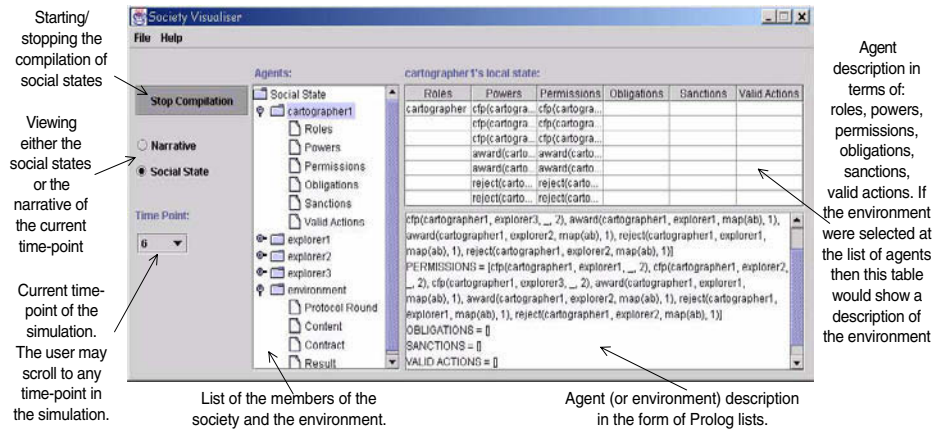 Starting/
stopping the
compilation of
social states
Viewing
either the
social states
or the
narrative of
the current
time-point
Current time-
point of the
simulation.
The user may
scroll to any
time-point in
the simulation.
Society Visualiser
File Help
Stop Compilation
Narrative
Social State
Time Point:
6
Agents:
Social State
cartographer1
Roles
Powers
Permissions
Obligations
Sanctions
Valid Actions
explorer1
explorer2
explorer3
environment
Protocol Round
Content
Contract
Result
cartographer1's local state:
Roles Powers Permissions Obligations Sanctions Valid Actions
cartographer cfp(cartogra... cfp(cartogra...
cfp(cartogra... cfp(cartogra...
cfp(cartogra... cfp(cartogra...
award(carto... award(carto...
award(carto... award(carto...
reject(carto... reject(carto...
reject(carto... reject(carto...
cfp(cartographer1, explorer3, _, 2), award(cartographer1, explorer1, map(ab), 1),
award(cartographer1, explorer2, map(ab), 1), reject(cartographer1, explorer1,
map(ab), 1), reject(cartographer1, explorer2, map(ab), 1)]
PERMISSIONS = [cfp(cartographer1, explorer1, _, 2), cfp(cartographer1, explorer2,
_, 2), cfp(cartographer1, explorer3, _, 2), award(cartographer1, explorer1,
map(ab), 1), award(cartographer1, explorer2, map(ab), 1), reject(cartographer1,
explorer1, map(ab), 1), reject(cartographer1, explorer2, map(ab), 1)]
OBLIGATIONS = []
SANCTIONS = []
VALID ACTIONS = []
Agent
description in
terms of:
roles, powers,
permissions,
obligations,
sanctions,
valid actions. If
the environment
were selected at
the list of agents
then this table
would show a
description of
the environment
List of the members of the
society and the environment.
Agent (or environment) description
in the form of Prolog lists.